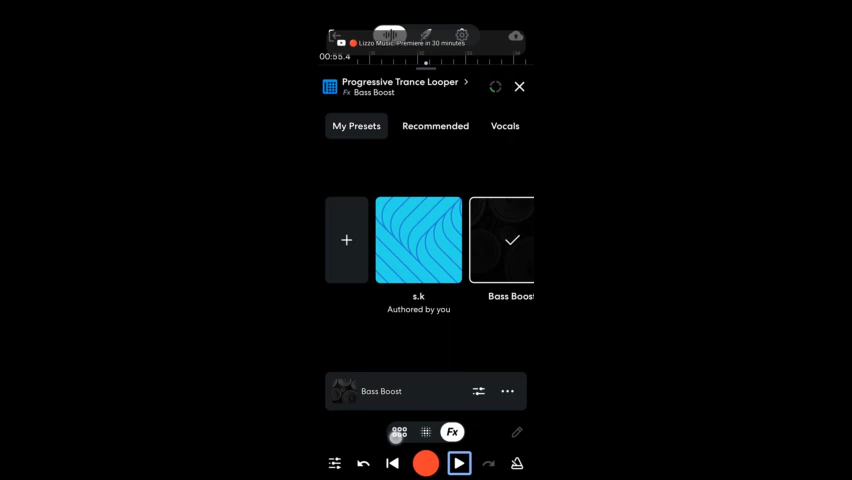 Lizzo Music: Premiere in 30 minutes
00:55.4
Progressive Trance Looper >
Fx Bass Boost
My Presets Recommended Vocals
s.k
Bass Boost
Authored by you
Bass Boost
Fx